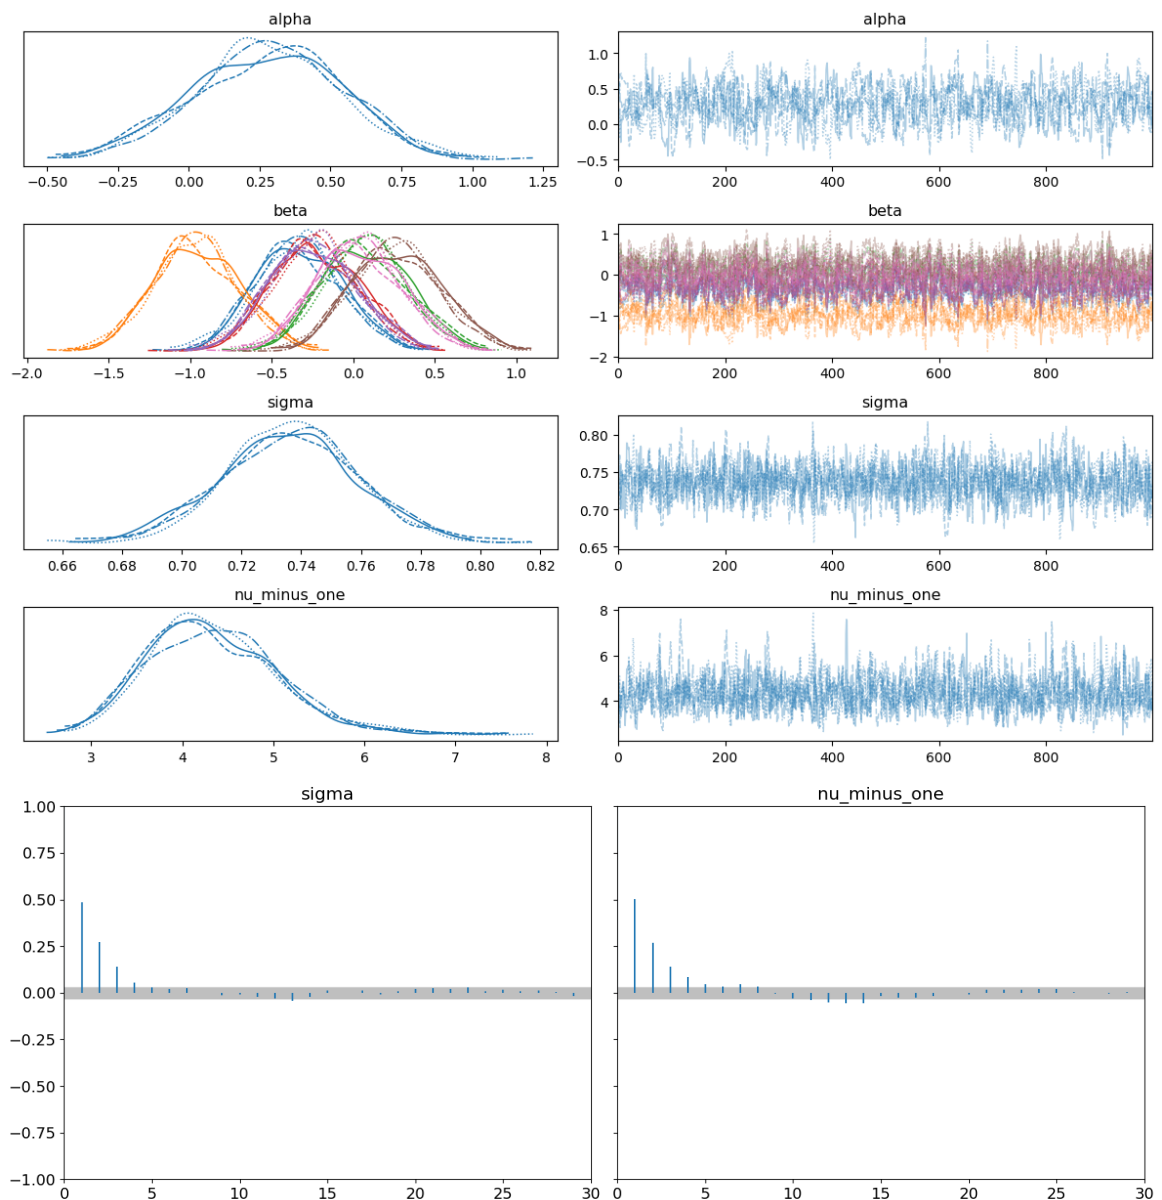 alpha alpha
1.0
0.5
0.0
−0.5
−0.50 −0.25 0.00 0.25 0.50 0.75 1.00 1.25 0 200 400 600 800
beta beta
1
0
−1
−2
−2.0 −1.5 −1.0 −0.5 0.0 0.5 1.0 0 200 400 600 800
sigma sigma
0.80
0.75
0.70
0.65
0.66 0.68 0.70 0.72 0.74 0.76 0.78 0.80 0.82 0 200 400 600 800
nu_minus_one nu_minus_one
8
6
4
3 4 5 6 7 8 0 200 400 600 800
sigma nu_minus_one
1.00
0.75
0.50
0.25
0.00
−0.25
−0.50
−0.75
−1.00
0 5 10 15 20 25 30 0 5 10 15 20 25 30